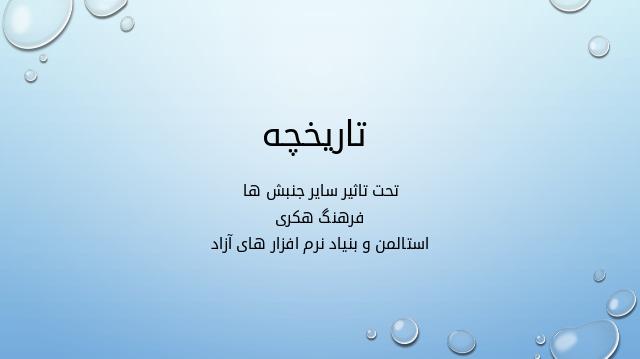 تاریخچه
تحت تاثیر سایر جنبش ها
فرهنگ هکری
استالمن و بنیاد نرم افزار های آزاد